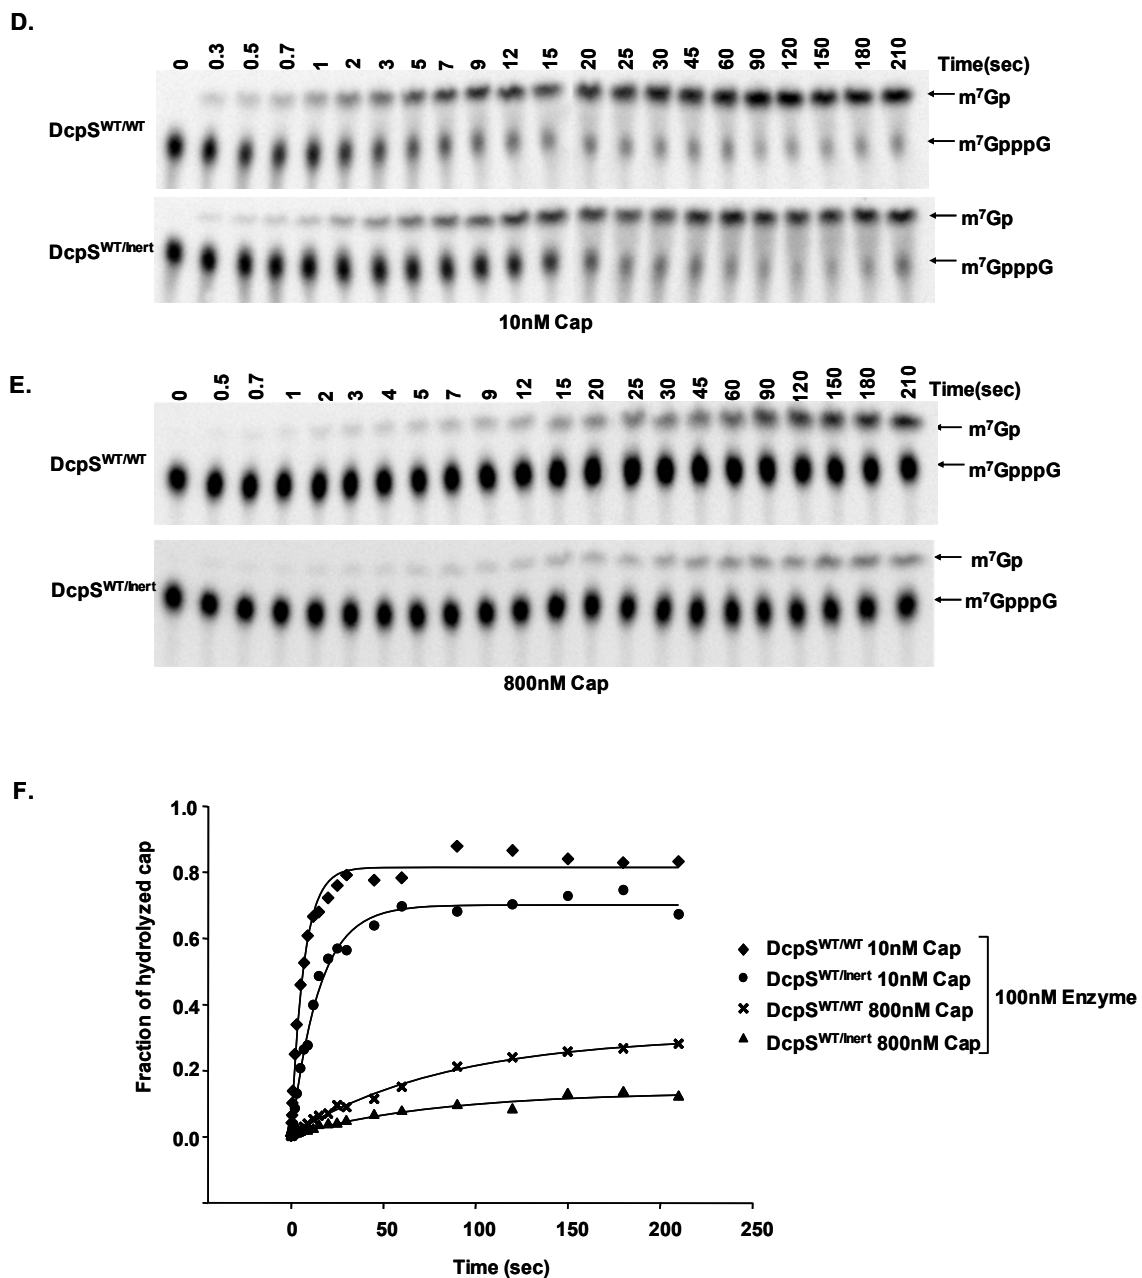 D.
0 0.3 0.5 0.7 1 2 3 5 7 9 12 15 20 25 30 45 60 90 120 150 180 210 Time(sec)
m⁷Gp
DcpSᵂᵀ/ᵂᵀ
m⁷GpppG
m⁷Gp
DcpSᵂᵀ/ᴵⁿᵉʳᵗ
m⁷GpppG
10nM Cap
E.
0 0.5 0.7 1 2 3 4 5 7 9 12 15 20 25 30 45 60 90 120 150 180 210 Time(sec)
m⁷Gp
DcpSᵂᵀ/ᵂᵀ
m⁷GpppG
m⁷Gp
DcpSᵂᵀ/ᴵⁿᵉʳᵗ
m⁷GpppG
800nM Cap
F.
Fraction of hydrolyzed cap
1.0
0.8
0.6
0.4
0.2
0.0
0 50 100 150 200 250
Time (sec)
DcpSᵂᵀ/ᵂᵀ 10nM Cap
DcpSᵂᵀ/ᴵⁿᵉʳᵗ 10nM Cap
DcpSᵂᵀ/ᵂᵀ 800nM Cap
DcpSᵂᵀ/ᴵⁿᵉʳᵗ 800nM Cap
100nM Enzyme